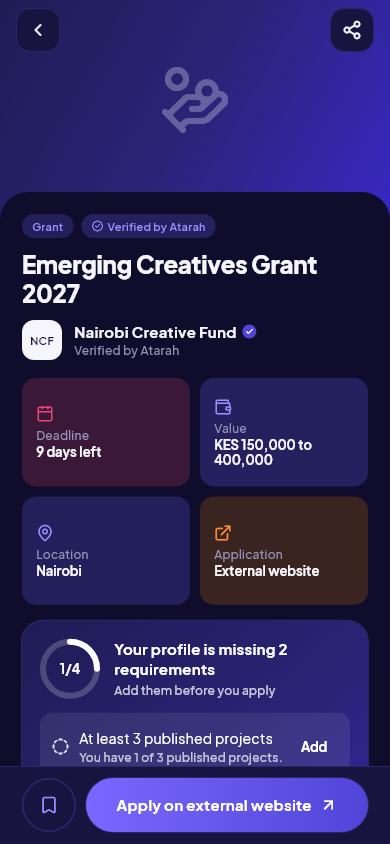 Grant
Verified by Atarah
Emerging Creatives Grant
2027
NCF
Nairobi Creative Fund
Verified by Atarah
Deadline
9 days left
Value
KES 150,000 to
400,000
Location
Nairobi
Application
External website
1/4
Your profile is missing 2
requirements
Add them before you apply
At least 3 published projects
You have 1 of 3 published projects.
Add
Apply on external website